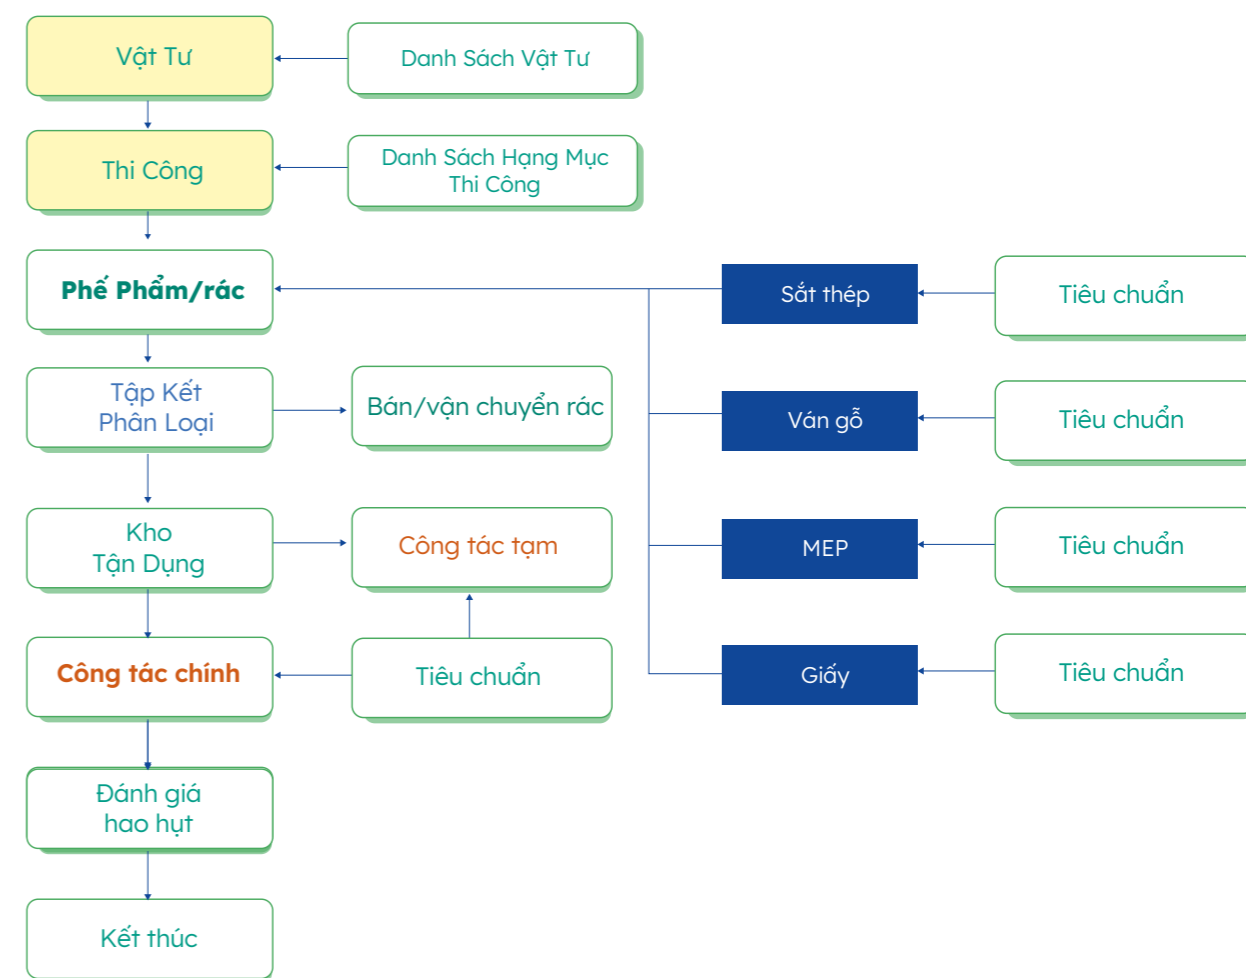 Vật Tư
Danh Sách Vật Tư
Thi Công
Danh Sách Hạng Mục
Thi Công
Phế Phẩm/rác
Sắt thép
Tiêu chuẩn
Tập Kết
Phân Loại
Bán/vận chuyển rác
Ván gỗ
Tiêu chuẩn
Kho
Tận Dụng
Công tác tạm
MEP
Tiêu chuẩn
Công tác chính
Tiêu chuẩn
Giấy
Tiêu chuẩn
Đánh giá
hao hụt
Kết thúc